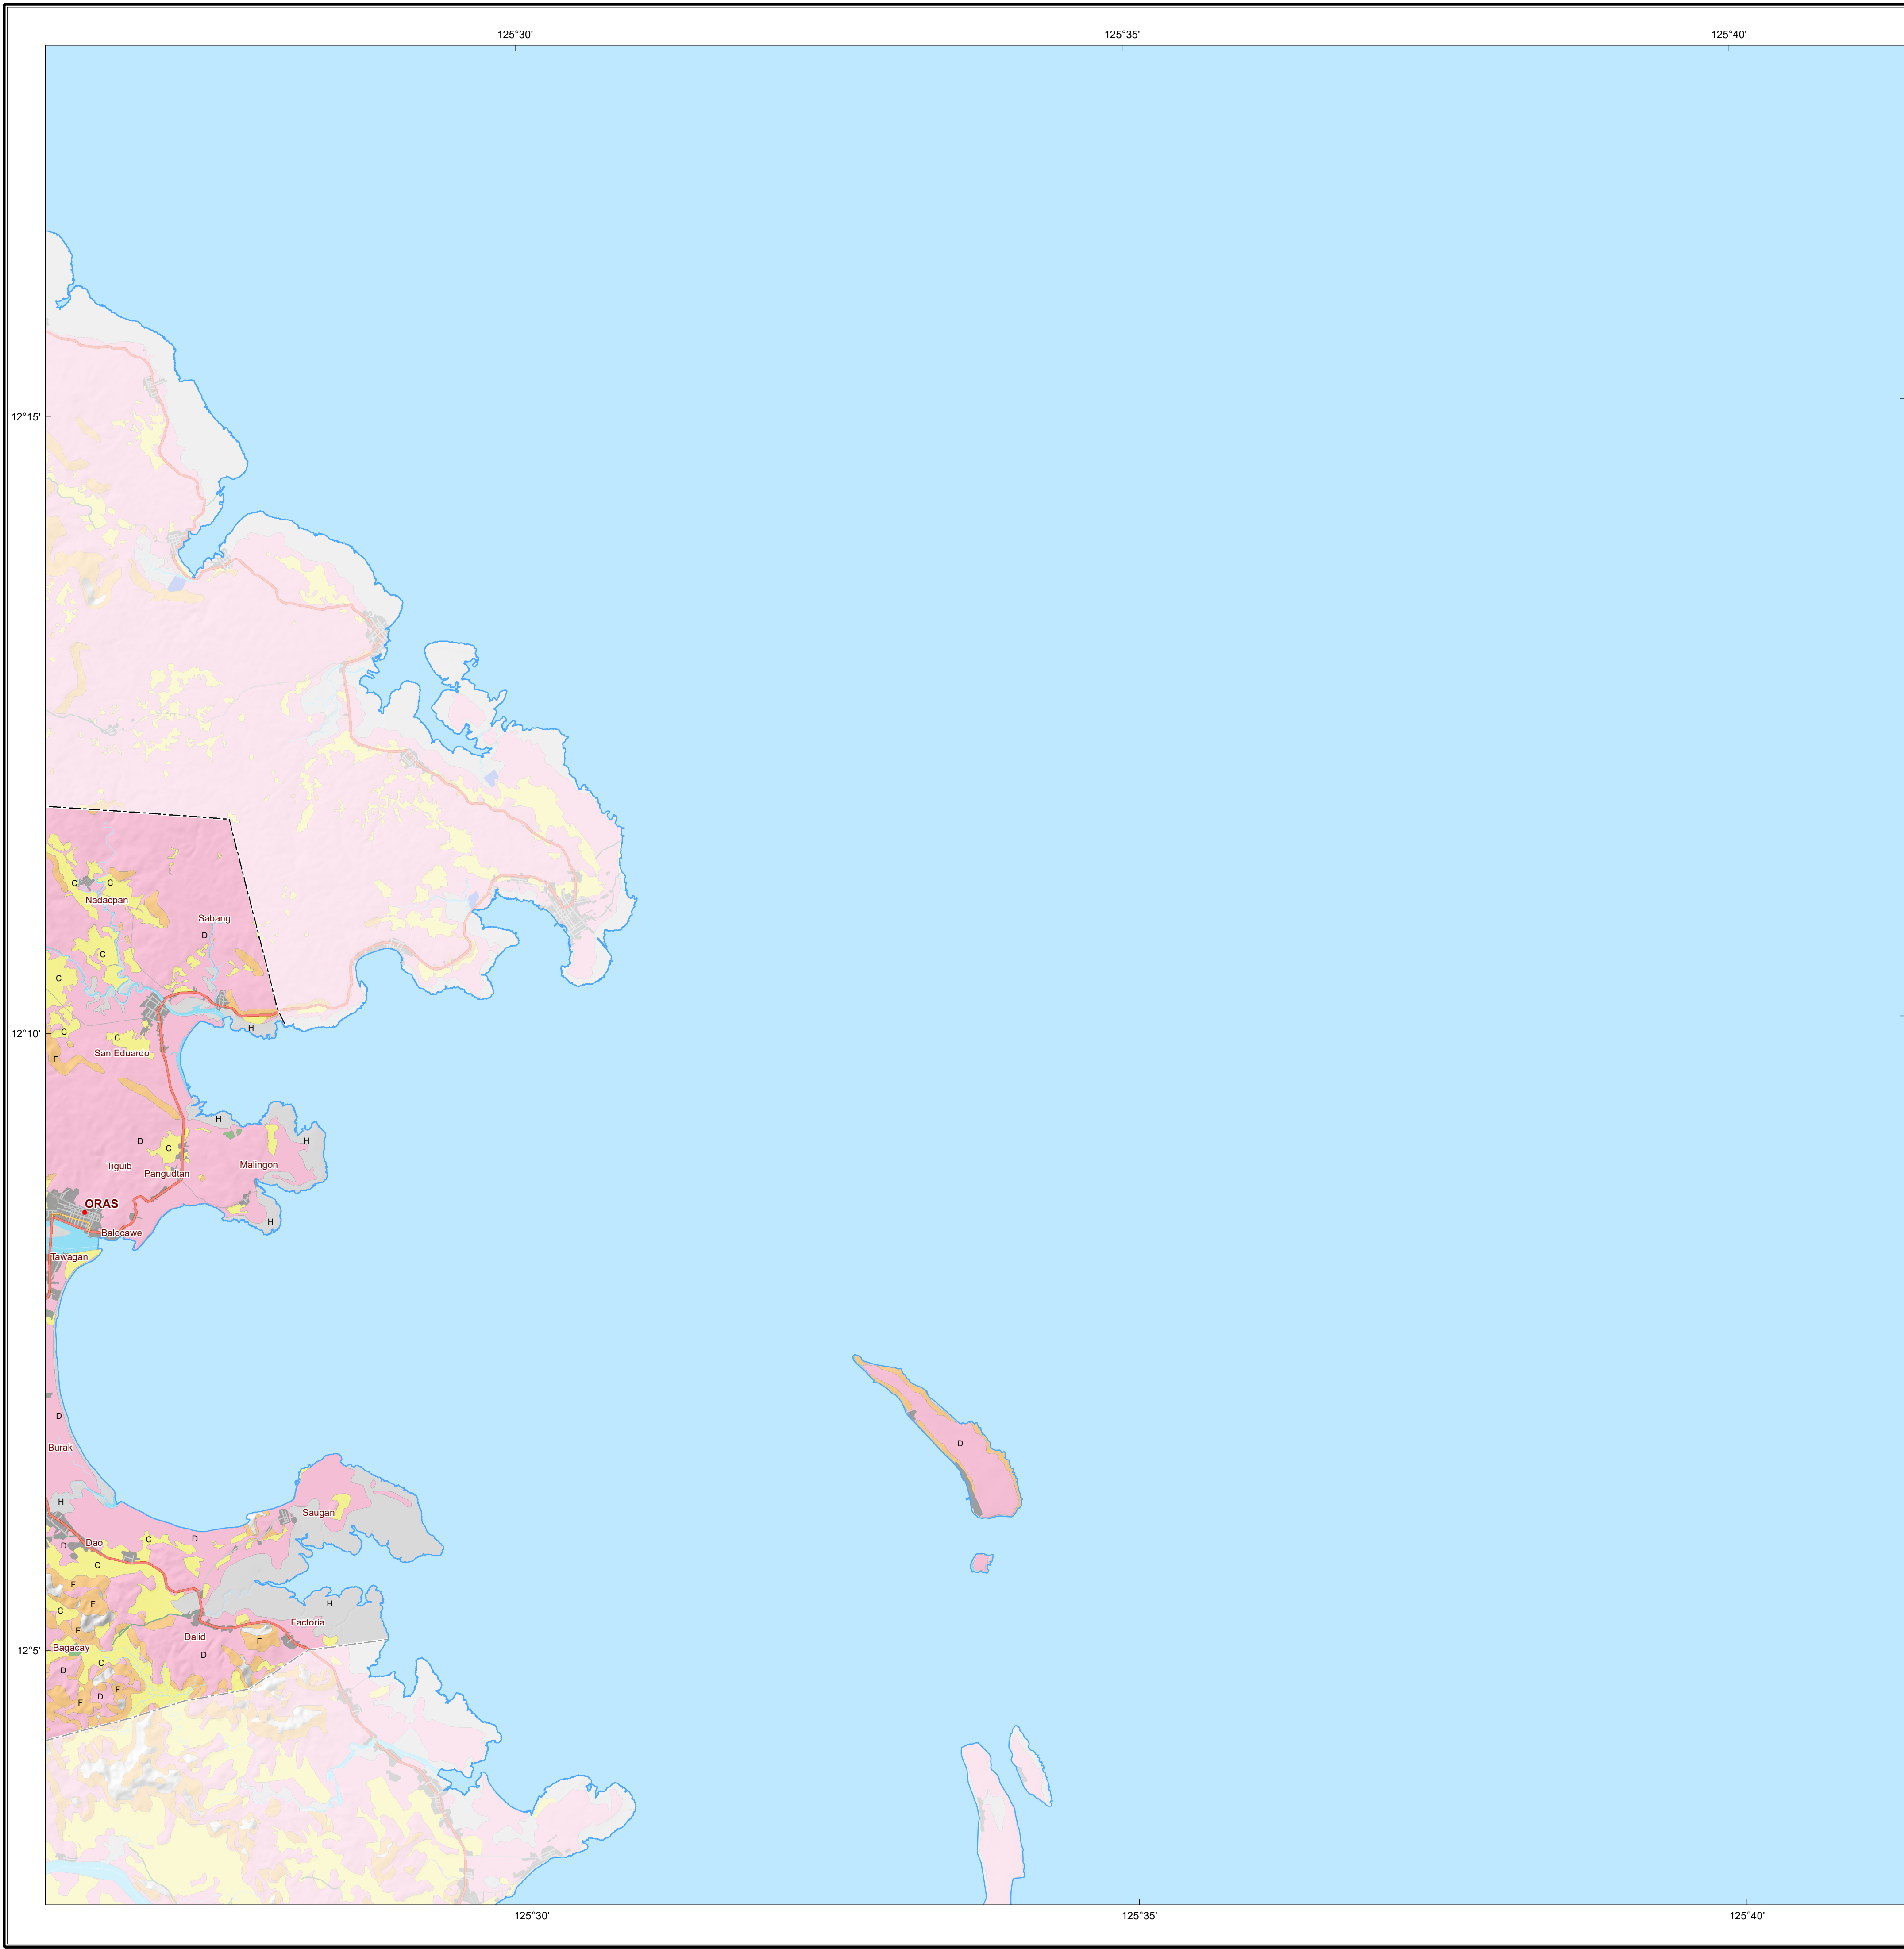 125°30' 125°35' 125°40'
12°15'
C C
Nadacpan
Sabang
D
C
C
H
C
C
San Eduardo
F
H
D
H
C
Tiguib
Malingon
Pangudtan
ORAS
H
Balocawe
Tawagan
D
D
Burak
H
Saugan
C D
D
Dao
C
F
F H
C
Factoria
F
Dalid
F
Bagacay
D
C
D
F
D
F
12°10'
12°5'
125°30' 125°35' 125°40'